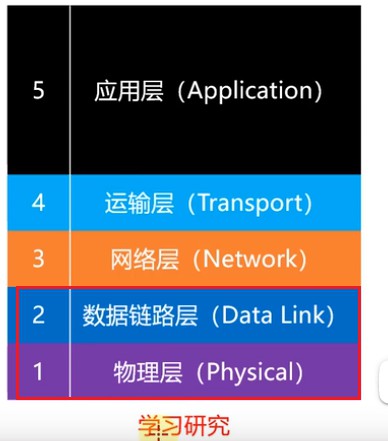 5 应用层（Application）
4 运输层（Transport）
3 网络层（Network）
2 数据链路层（Data Link）
1 物理层（Physical）
学习研究